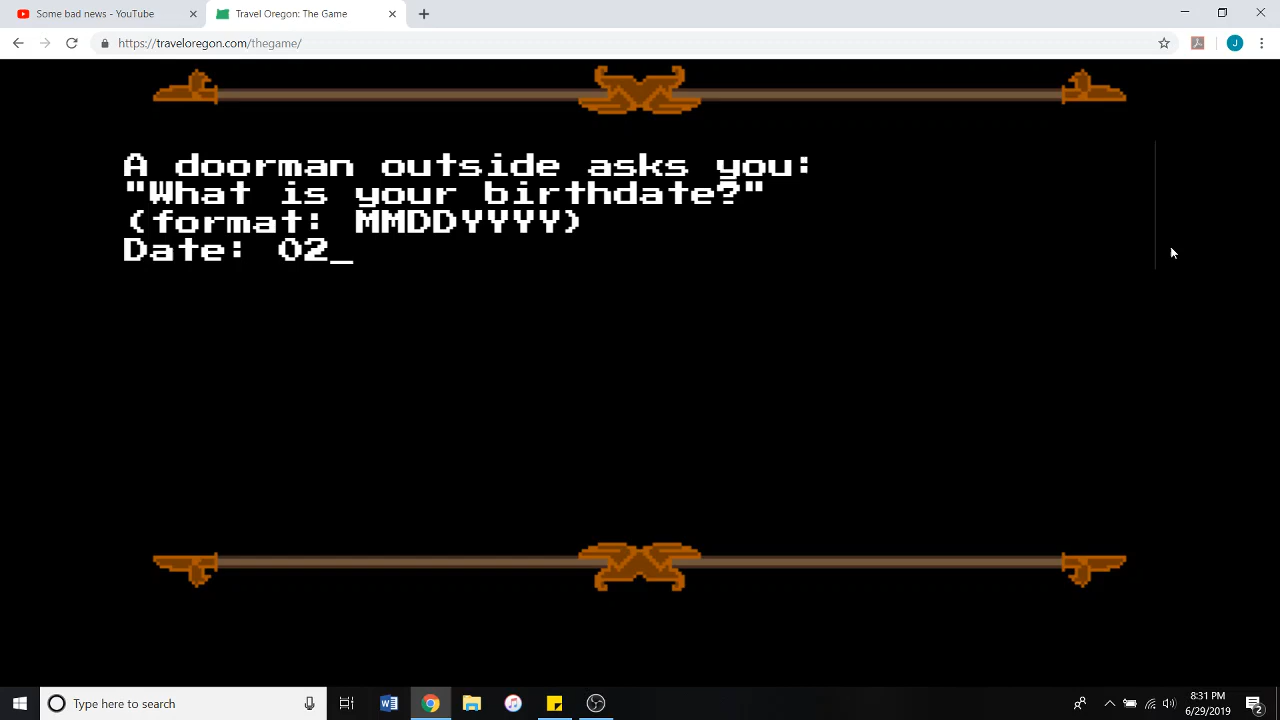 Some bad news - YouTube
Travel Oregon: The Game
https://traveloregon.com/thegame/
J
A doorman outside asks you:
"What is your birthdate?"
(format: MMDDYYYY)
Date: 02_
Type here to search
8:31 PM
6/29/2019
2